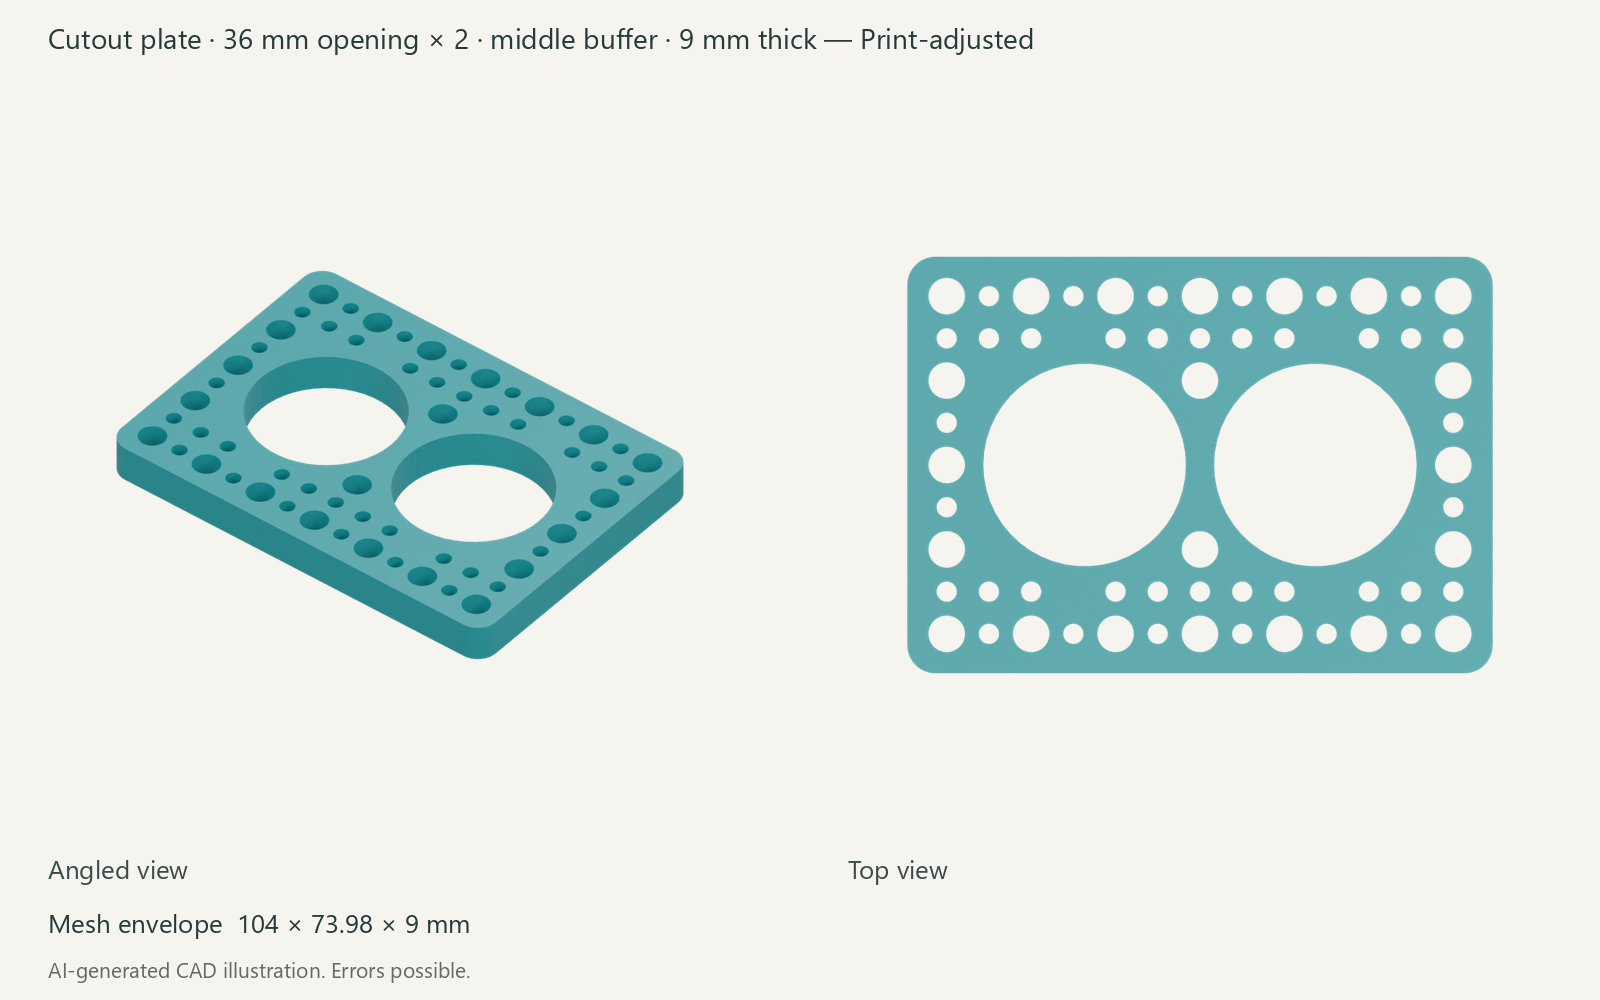 Cutout plate · 36 mm opening × 2 · middle buffer · 9 mm thick — Print-adjusted
Angled view
Top view
Mesh envelope 104 × 73.98 × 9 mm
AI-generated CAD illustration. Errors possible.